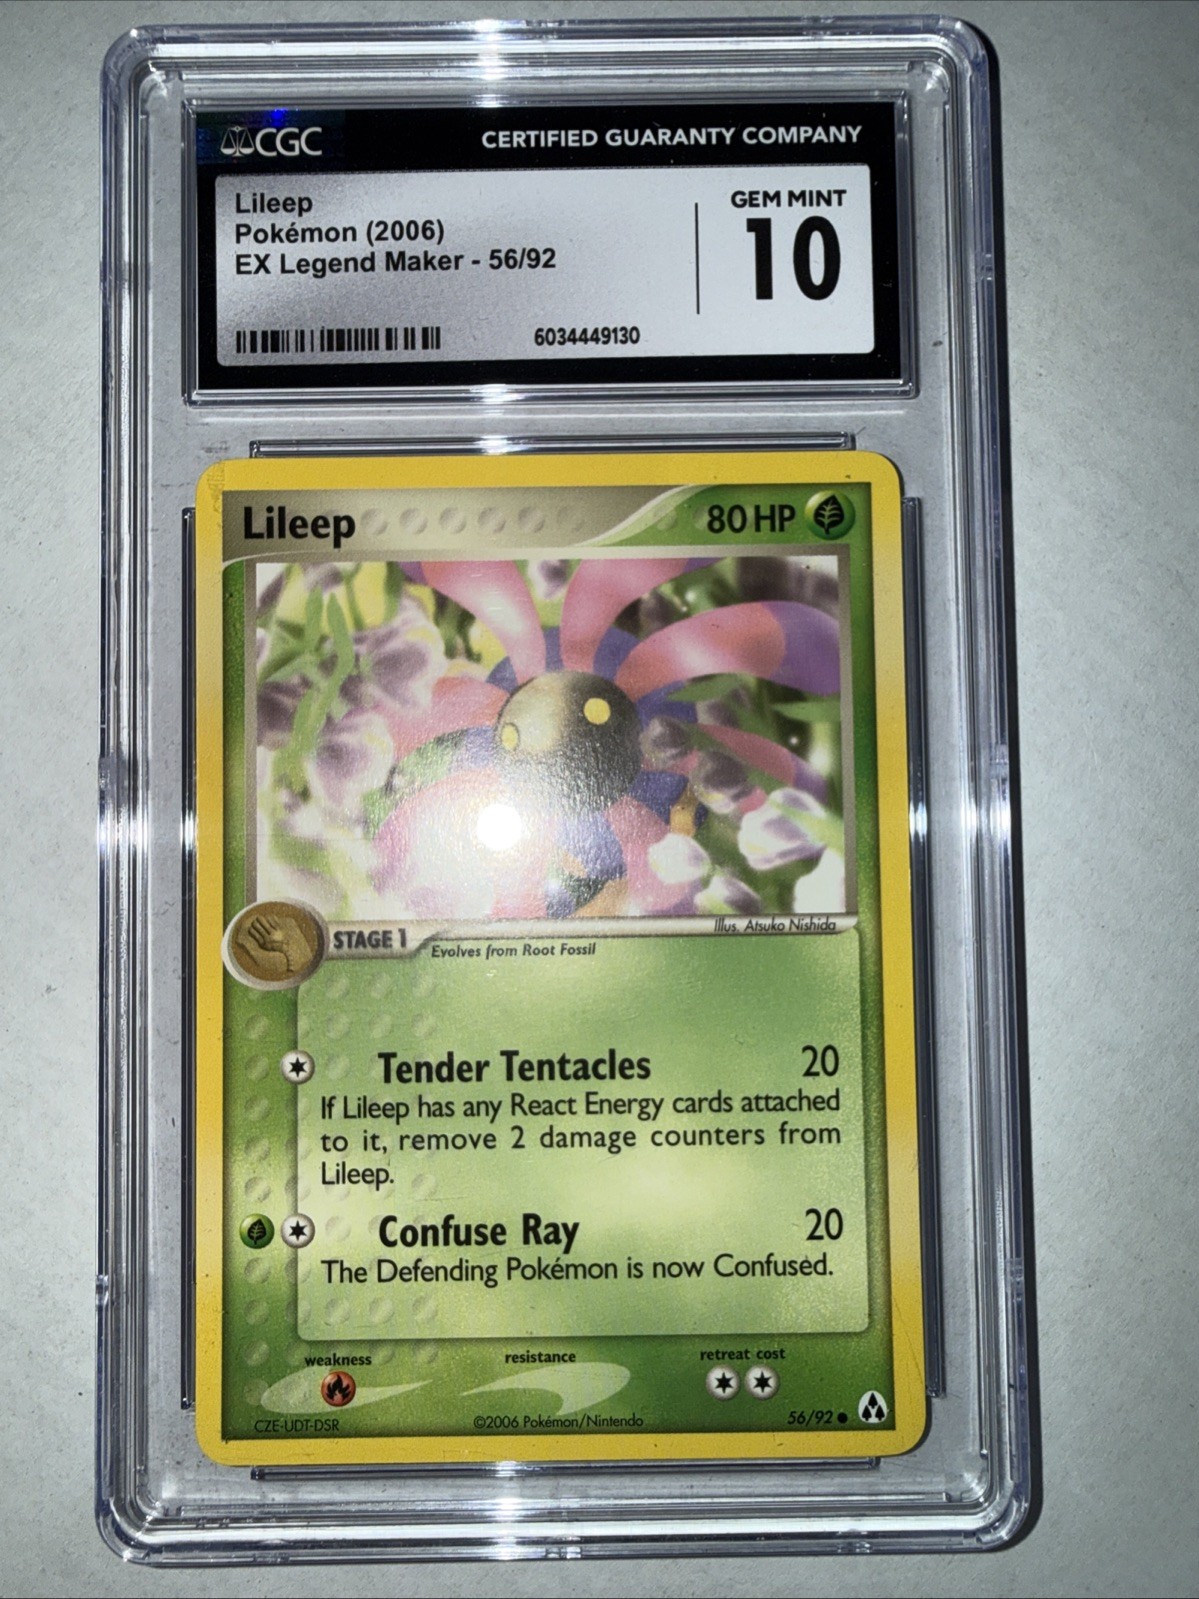 CGC
CERTIFIED GUARANTY COMPANY
Lileep
Pokémon (2006)
EX Legend Maker - 56/92
GEM MINT
10
6034449130
Lileep
80 HP
Illus. Atsuko Nishida
STAGE 1
Evolves from Root Fossil
Tender Tentacles 20
If Lileep has any React Energy cards attached
to it, remove 2 damage counters from
Lileep.
Confuse Ray 20
The Defending Pokémon is now Confused.
weakness resistance retreat cost
CZE-UDT-DSR ©2006 Pokémon/Nintendo 56/92 ●